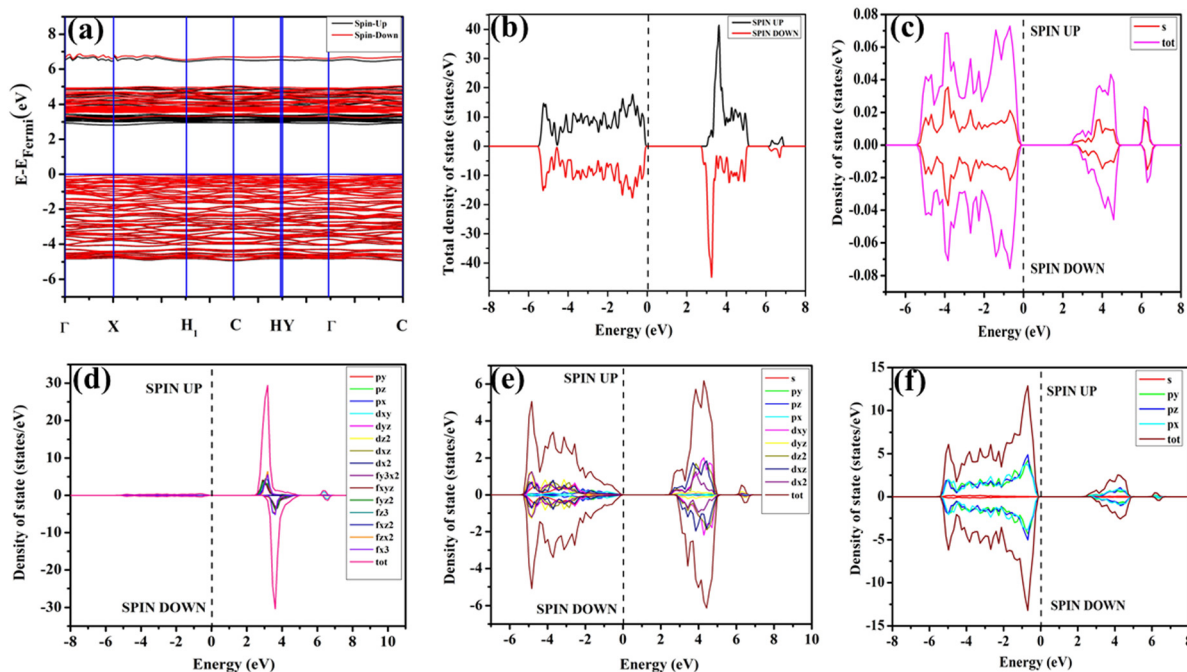 (a)
Spin-Up
Spin-Down
E-E_Fermi(eV)
8
6
4
2
0
-2
-4
-6
Γ X H_1 C HY Γ C
(b)
SPIN UP
SPIN DOWN
Total density of state (states/eV)
40
30
20
10
0
-10
-20
-30
-40
-50
-8 -6 -4 -2 0 2 4 6 8
Energy (eV)
(c)
SPIN UP
s
tot
Density of state (states/eV)
0.08
0.06
0.04
0.02
0.00
-0.02
-0.04
-0.06
-0.08
SPIN DOWN
-6 -4 -2 0 2 4 6 8
Energy (eV)
(d)
SPIN UP
py
pz
px
dxy
dyz
dz2
dxz
dx2
fy3x2
fxyz
fyz2
fz3
fxz2
fzx2
fx3
tot
Density of state (states/eV)
30
20
10
0
-10
-20
-30
SPIN DOWN
-8 -6 -4 -2 0 2 4 6 8 10
Energy (eV)
(e)
SPIN UP
s
py
pz
px
dxy
dyz
dz2
dxz
dx2
tot
Density of state (states/eV)
6
4
2
0
-2
-4
-6
SPIN DOWN
-6 -4 -2 0 2 4 6 8 10
Energy (eV)
(f)
SPIN UP
s
py
pz
px
tot
Density of state (states/eV)
15
10
5
0
-5
-10
-15
SPIN DOWN
-8 -6 -4 -2 0 2 4 6 8
Energy (eV)